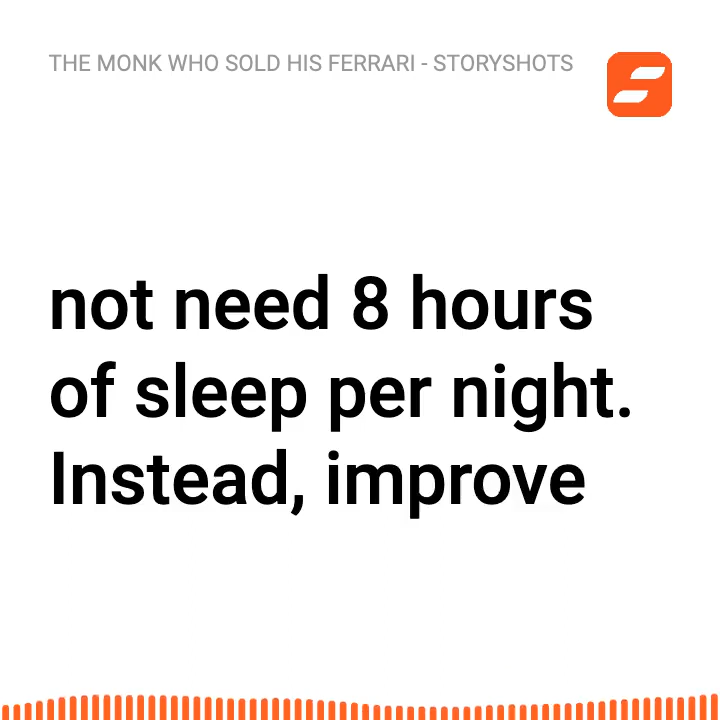 THE MONK WHO SOLD HIS FERRARI - STORYSHOTS
not need 8 hours
of sleep per night.
Instead, improve